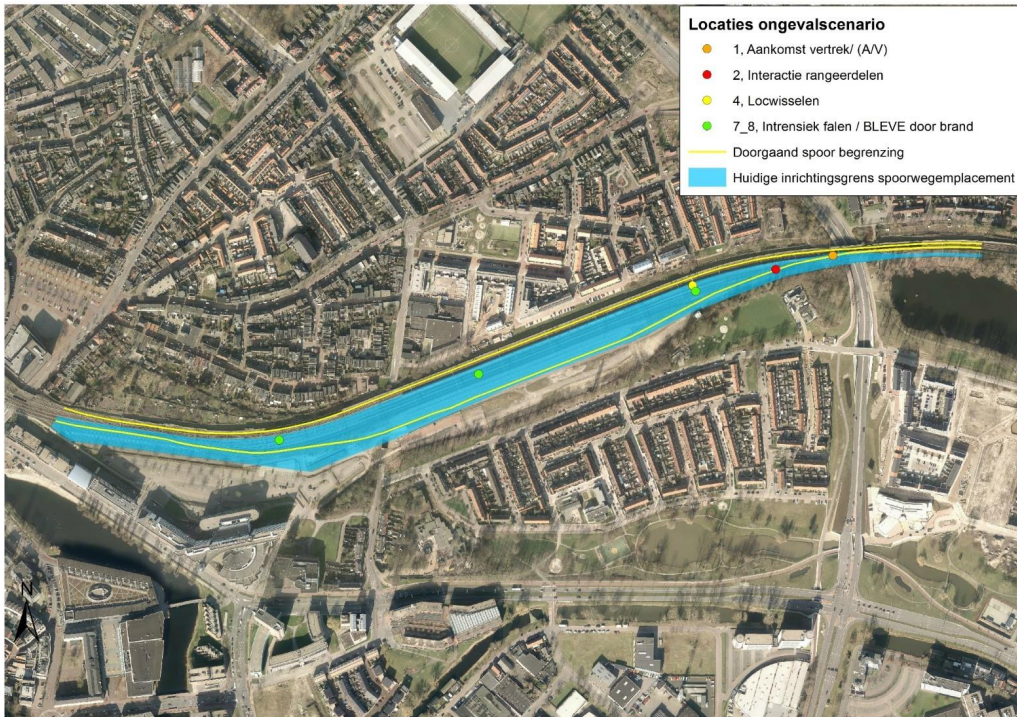 Locaties ongevalscenario
1, Aankomst vertrek/ (A/V)
2, Interactie rangeerdelen
4, Locwisselen
7_8, Intrensiek falen / BLEVE door brand
Doorgaand spoor begrenzing
Huidige inrichtingsgrens spoorwegemplacement
N